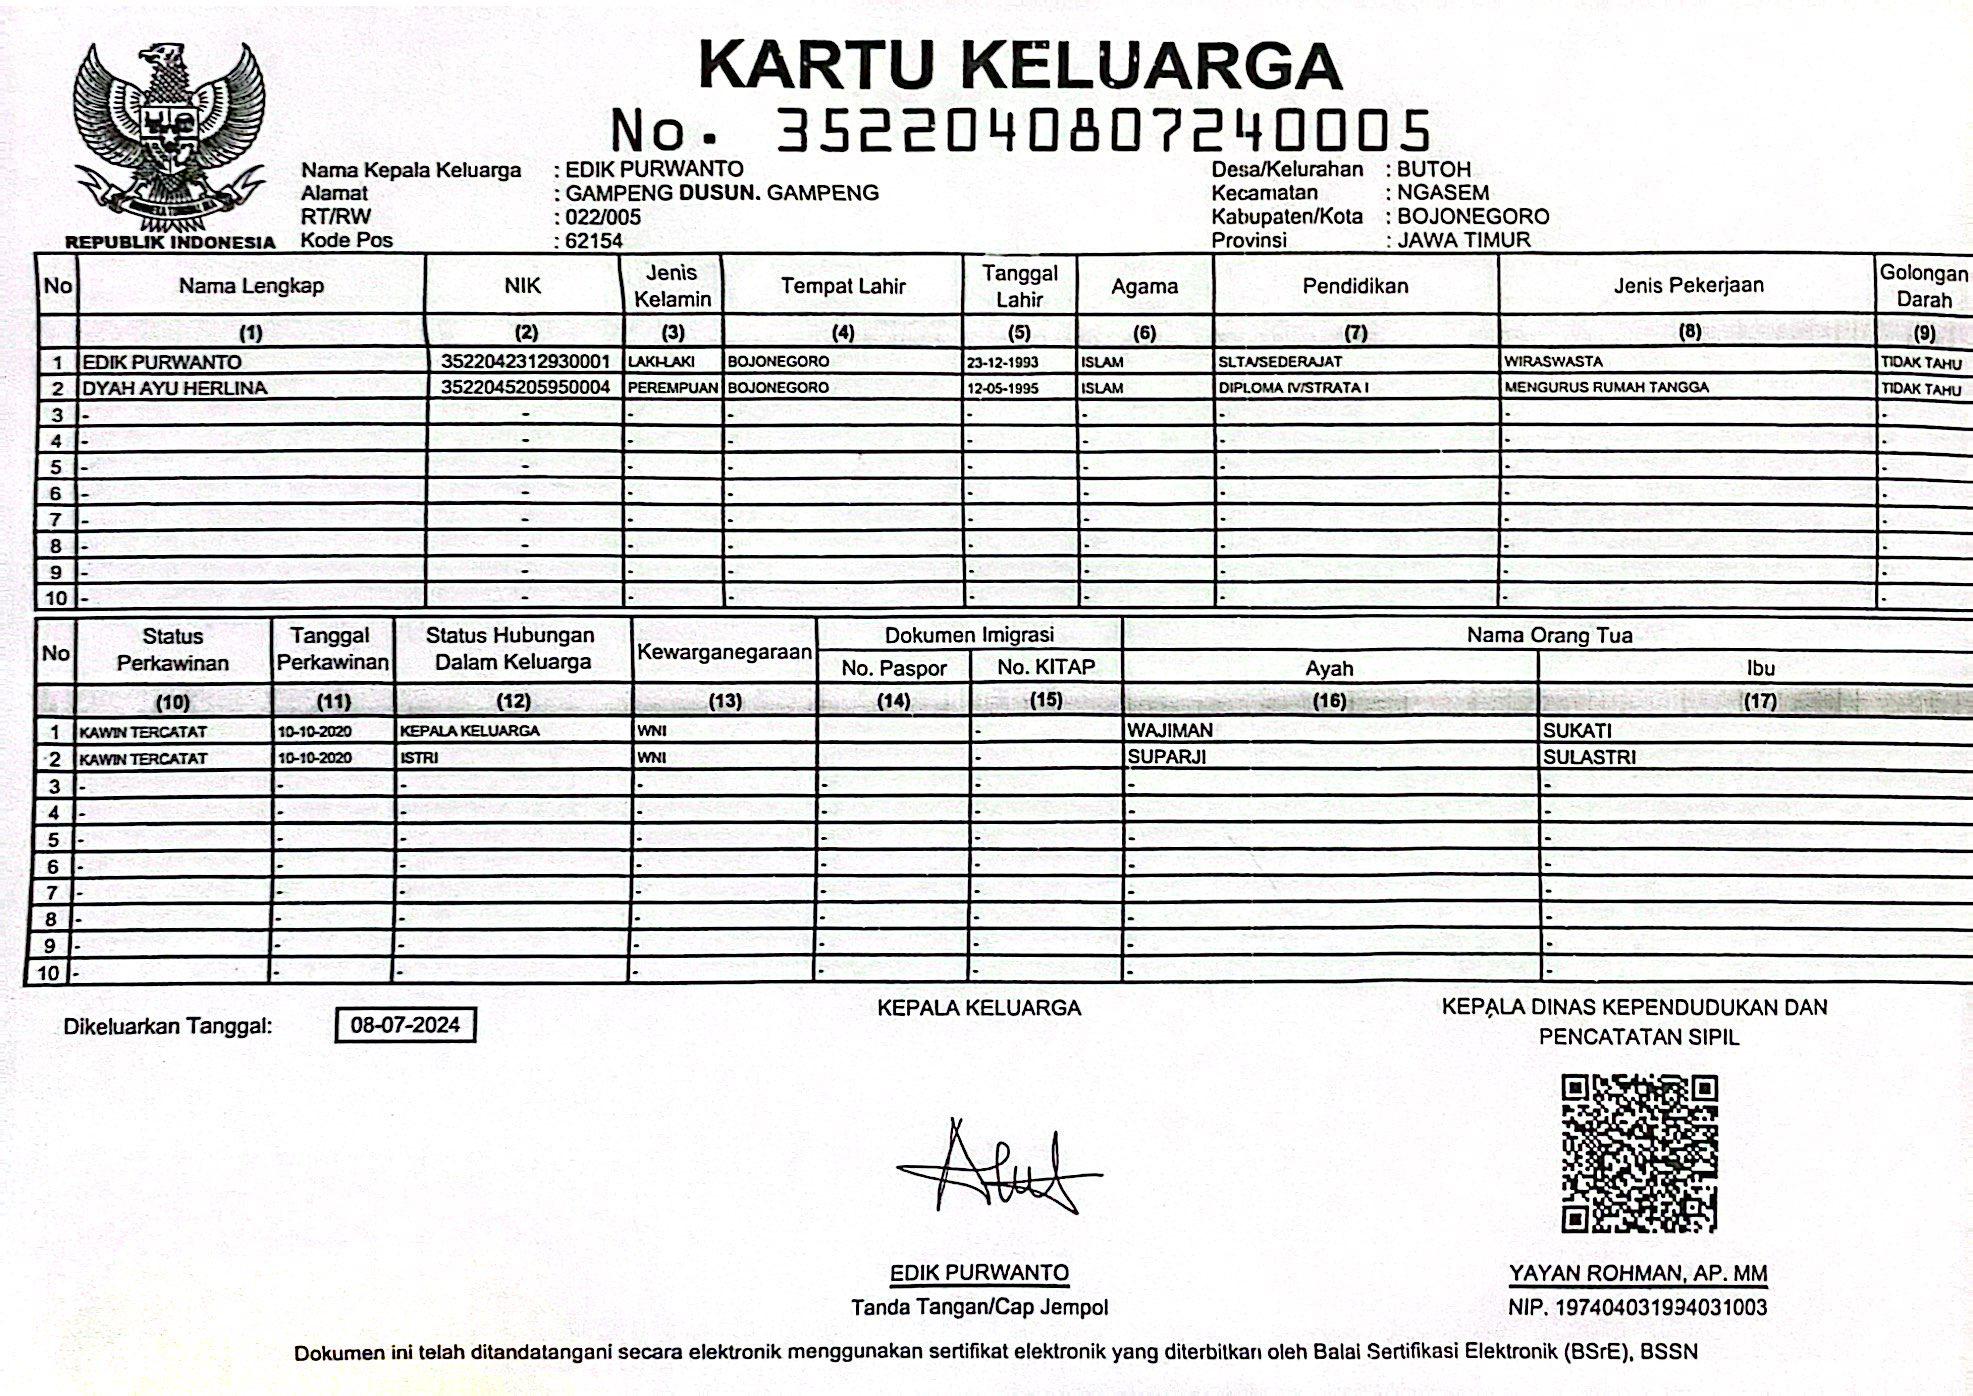 KARTU KELUARGA
No. 3522040807240005
REPUBLIK INDONESIA
Nama Kepala Keluarga : EDIK PURWANTO
Alamat : GAMPENG DUSUN. GAMPENG
RT/RW : 022/005
Kode Pos : 62154
Desa/Kelurahan : BUTOH
Kecamatan : NGASEM
Kabupaten/Kota : BOJONEGORO
Provinsi : JAWA TIMUR
No Nama Lengkap NIK Jenis Kelamin Tempat Lahir Tanggal Lahir Agama Pendidikan Jenis Pekerjaan Golongan Darah
(1) (2) (3) (4) (5) (6) (7) (8) (9)
1 EDIK PURWANTO 3522042312930001 LAKI-LAKI BOJONEGORO 23-12-1993 ISLAM SLTA/SEDERAJAT WIRASWASTA TIDAK TAHU
2 DYAH AYU HERLINA 3522045205950004 PEREMPUAN BOJONEGORO 12-05-1995 ISLAM DIPLOMA IV/STRATA I MENGURUS RUMAH TANGGA TIDAK TAHU
3 - - - - - - - - -
4 - - - - - - - - -
5 - - - - - - - - -
6 - - - - - - - - -
7 - - - - - - - - -
8 - - - - - - - - -
9 - - - - - - - - -
10 - - - - - - - - -
No Status Perkawinan Tanggal Perkawinan Status Hubungan Dalam Keluarga Kewarganegaraan Dokumen Imigrasi Nama Orang Tua
No. Paspor No. KITAP Ayah Ibu
(10) (11) (12) (13) (14) (15) (16) (17)
1 KAWIN TERCATAT 10-10-2020 KEPALA KELUARGA WNI - WAJIMAN SUKATI
2 KAWIN TERCATAT 10-10-2020 ISTRI WNI - SUPARJI SULASTRI
3 - - - - - - - -
4 - - - - - - - -
5 - - - - - - - -
6 - - - - - - - -
7 - - - - - - - -
8 - - - - - - - -
9 - - - - - - - -
10 - - - - - - - -
Dikeluarkan Tanggal: 08-07-2024
KEPALA KELUARGA
EDIK PURWANTO
Tanda Tangan/Cap Jempol
KEPALA DINAS KEPENDUDUKAN DAN
PENCATATAN SIPIL
YAYAN ROHMAN, AP. MM
NIP. 197404031994031003
Dokumen ini telah ditandatangani secara elektronik menggunakan sertifikat elektronik yang diterbitkan oleh Balai Sertifikasi Elektronik (BSrE), BSSN